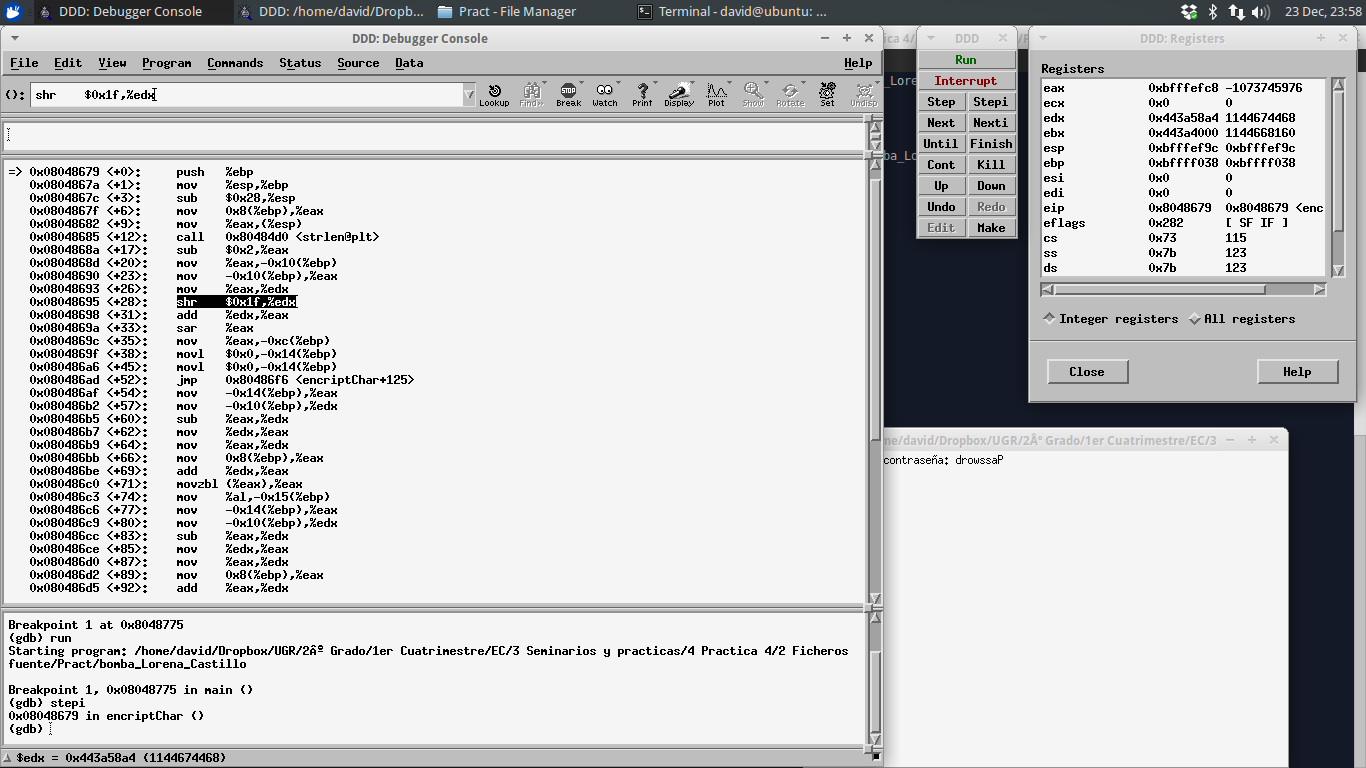 DDD: Debugger Console
DDD: /home/david/Dropb...
Pract - File Manager
Terminal - david@ubuntu: ...
23 Dec, 23:58
DDD: Debugger Console
File Edit View Program Commands Status Source Data Help
(): shr $0x1f,%edx
Lookup Find» Break Watch Print Display Plot Show Rotate Set Undisp
=> 0x08048679 <+0>: push %ebp
0x0804867a <+1>: mov %esp,%ebp
0x0804867c <+3>: sub $0x28,%esp
0x0804867f <+6>: mov 0x8(%ebp),%eax
0x08048682 <+9>: mov %eax,(%esp)
0x08048685 <+12>: call 0x80484d0 <strlen@plt>
0x0804868a <+17>: sub $0x2,%eax
0x0804868d <+20>: mov %eax,-0x10(%ebp)
0x08048690 <+23>: mov -0x10(%ebp),%eax
0x08048693 <+26>: mov %eax,%edx
0x08048695 <+28>: shr $0x1f,%edx
0x08048698 <+31>: add %edx,%eax
0x0804869a <+33>: sar %eax
0x0804869c <+35>: mov %eax,-0xc(%ebp)
0x0804869f <+38>: movl $0x0,-0x14(%ebp)
0x080486a6 <+45>: movl $0x0,-0x14(%ebp)
0x080486ad <+52>: jmp 0x80486f6 <encriptChar+125>
0x080486af <+54>: mov -0x14(%ebp),%eax
0x080486b2 <+57>: mov -0x10(%ebp),%edx
0x080486b5 <+60>: sub %eax,%edx
0x080486b7 <+62>: mov %edx,%eax
0x080486b9 <+64>: mov %eax,%edx
0x080486bb <+66>: mov 0x8(%ebp),%eax
0x080486be <+69>: add %edx,%eax
0x080486c0 <+71>: movzbl (%eax),%eax
0x080486c3 <+74>: mov %al,-0x15(%ebp)
0x080486c6 <+77>: mov -0x14(%ebp),%eax
0x080486c9 <+80>: mov -0x10(%ebp),%edx
0x080486cc <+83>: sub %eax,%edx
0x080486ce <+85>: mov %edx,%eax
0x080486d0 <+87>: mov %eax,%edx
0x080486d2 <+89>: mov 0x8(%ebp),%eax
0x080486d5 <+92>: add %eax,%edx
Breakpoint 1 at 0x8048775
(gdb) run
Starting program: /home/david/Dropbox/UGR/2Âº Grado/1er Cuatrimestre/EC/3 Seminarios y practicas/4 Practica 4/2 Ficheros
fuente/Pract/bomba_Lorena_Castillo
Breakpoint 1, 0x08048775 in main ()
(gdb) stepi
0x08048679 in encriptChar ()
(gdb)
$edx = 0x443a58a4 (1144674468)
DDD
Run
Interrupt
Step Stepi
Next Nexti
Until Finish
Cont Kill
Up Down
Undo Redo
Edit Make
DDD: Registers
Registers
eax 0xbfffefc8 -1073745976
ecx 0x0 0
edx 0x443a58a4 1144674468
ebx 0x443a4000 1144668160
esp 0xbfffef9c 0xbfffef9c
ebp 0xbffff038 0xbffff038
esi 0x0 0
edi 0x0 0
eip 0x8048679 0x8048679 <enc
eflags 0x282 [ SF IF ]
cs 0x73 115
ss 0x7b 123
ds 0x7b 123
Integer registers All registers
Close Help
me/david/Dropbox/UGR/2Âº Grado/1er Cuatrimestre/EC/3
contraseña: drowssaP